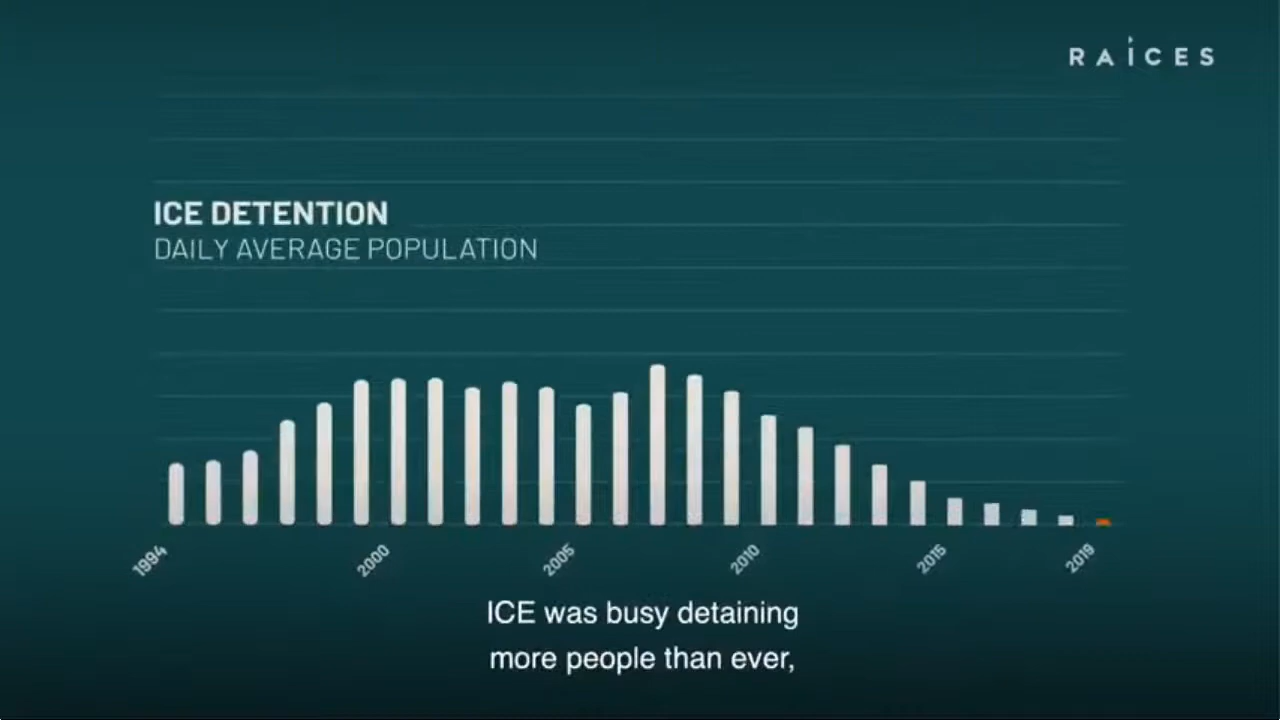 RAÍCES
ICE DETENTION
DAILY AVERAGE POPULATION
1994 2000 2005 2010 2015 2019
ICE was busy detaining
more people than ever,